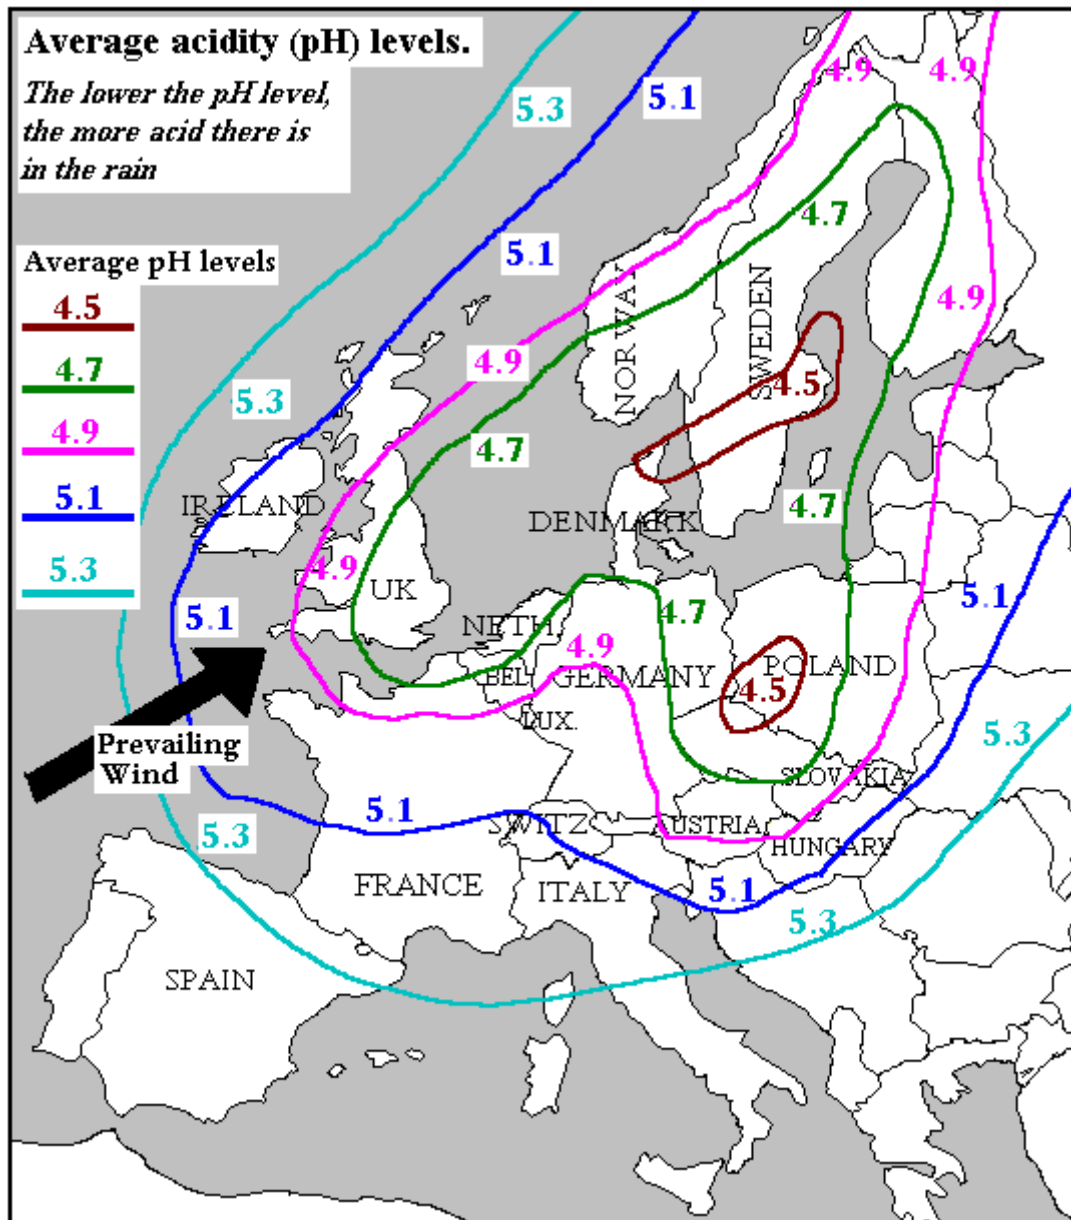 Average acidity (pH) levels.
The lower the pH level,
the more acid there is
in the rain
Average pH levels
4.5
4.7
4.9
5.1
5.3
4.9
4.9
5.1
5.3
4.7
5.1
4.9
NORWAY
SWEDEN
4.9
5.3
4.5
4.7
IRELAND
4.7
DENMARK
4.9
UK
5.1
5.1
NETH
4.7
4.9
BEL
GERMANY
POLAND
4.5
LUX.
5.3
Prevailing
Wind
SLOVAKIA
5.1
SWITZ
AUSTRIA
5.3
HUNGARY
FRANCE
ITALY
5.1
5.3
SPAIN